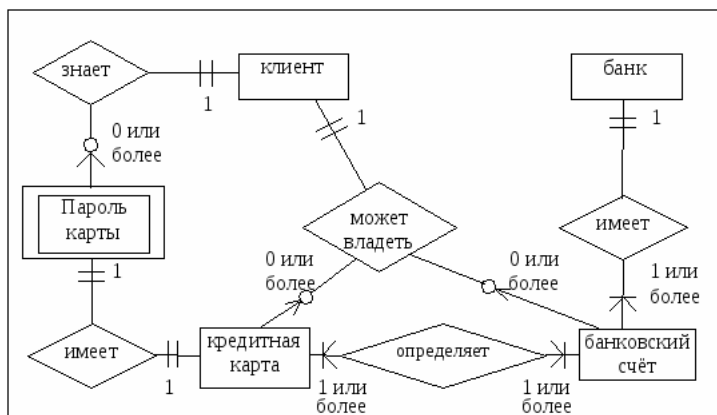 знает
клиент
банк
1
1
1
0 или
более
Пароль
карты
может
владеть
имеет
1
0 или
более
0 или
более
1 или
более
имеет
кредитная
карта
определяет
банковский
счёт
1
1 или
более
1 или
более